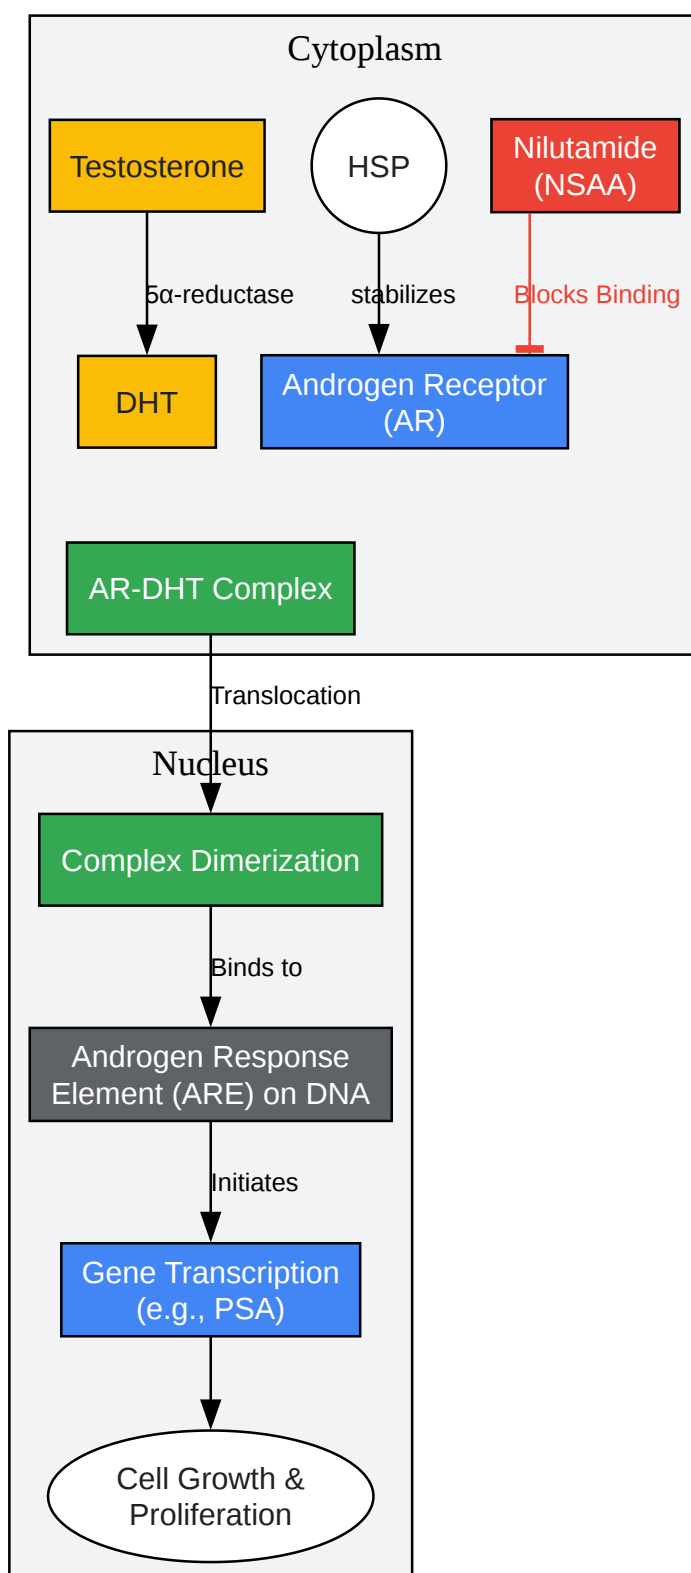 Cytoplasm
Testosterone
HSP
Nilutamide
(NSAA)
5α-reductase
stabilizes
Blocks Binding
DHT
Androgen Receptor
(AR)
AR-DHT Complex
Translocation
Nucleus
Complex Dimerization
Binds to
Androgen Response
Element (ARE) on DNA
Initiates
Gene Transcription
(e.g., PSA)
Cell Growth &
Proliferation